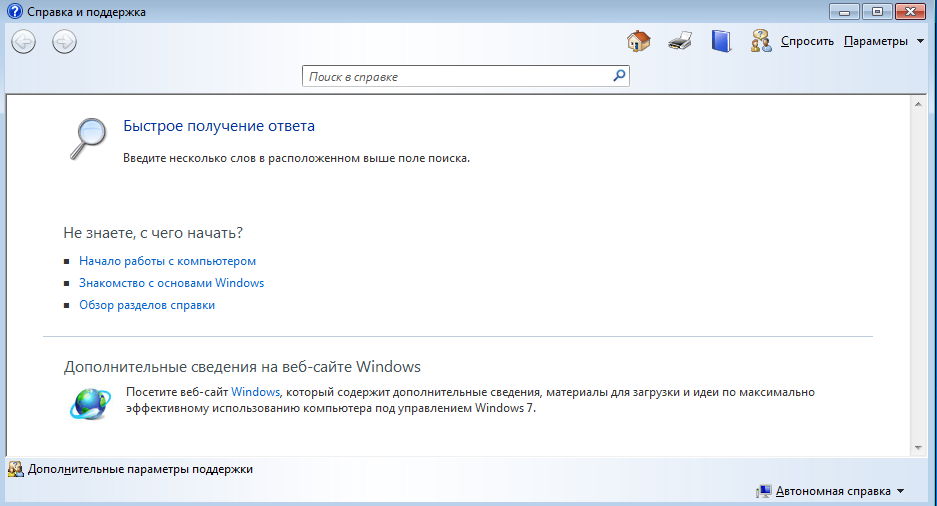 Справка и поддержка
Спросить Параметры
Поиск в справке
Быстрое получение ответа
Введите несколько слов в расположенном выше поле поиска.
Не знаете, с чего начать?
Начало работы с компьютером
Знакомство с основами Windows
Обзор разделов справки
Дополнительные сведения на веб-сайте Windows
Посетите веб-сайт Windows, который содержит дополнительные сведения, материалы для загрузки и идеи по максимально
эффективному использованию компьютера под управлением Windows 7.
Дополнительные параметры поддержки
Автономная справка